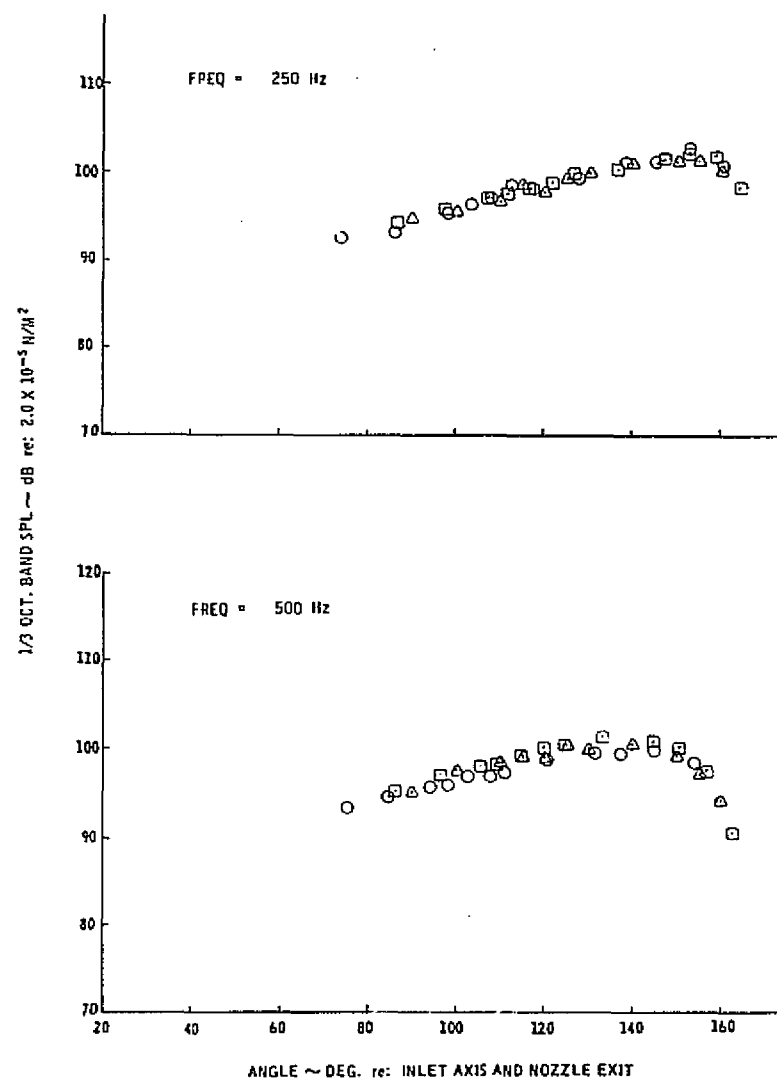 FREQ = 250 Hz
110
100
90
80
70
1/3 OCT. BAND SPL ~ dB re: 2.0 X 10⁻⁵ N/M²
FREQ = 500 Hz
120
110
100
90
80
70
20 40 60 80 100 120 140 160
ANGLE ~ DEG. re: INLET AXIS AND NOZZLE EXIT